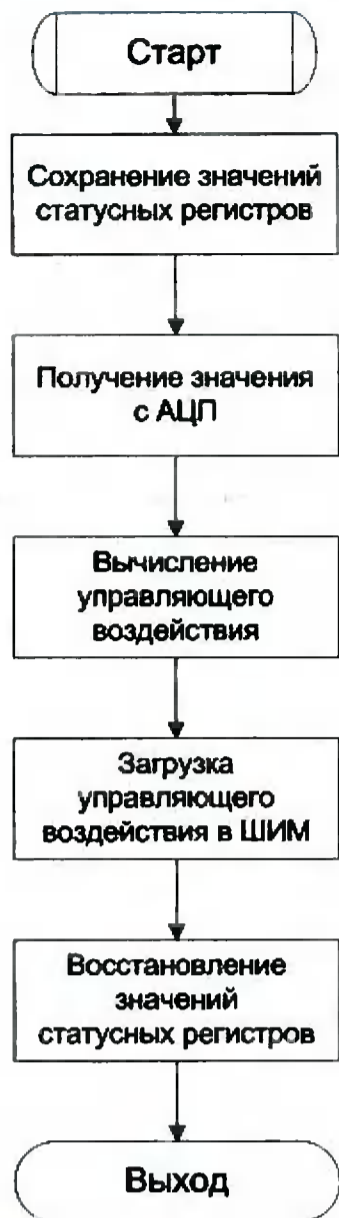 Старт
Сохранение значений
статусных регистров
Получение значения
с АЦП
Вычисление
управляющего
воздействия
Загрузка
управляющего
воздействия в ШИМ
Восстановление
значений
статусных регистров
Выход